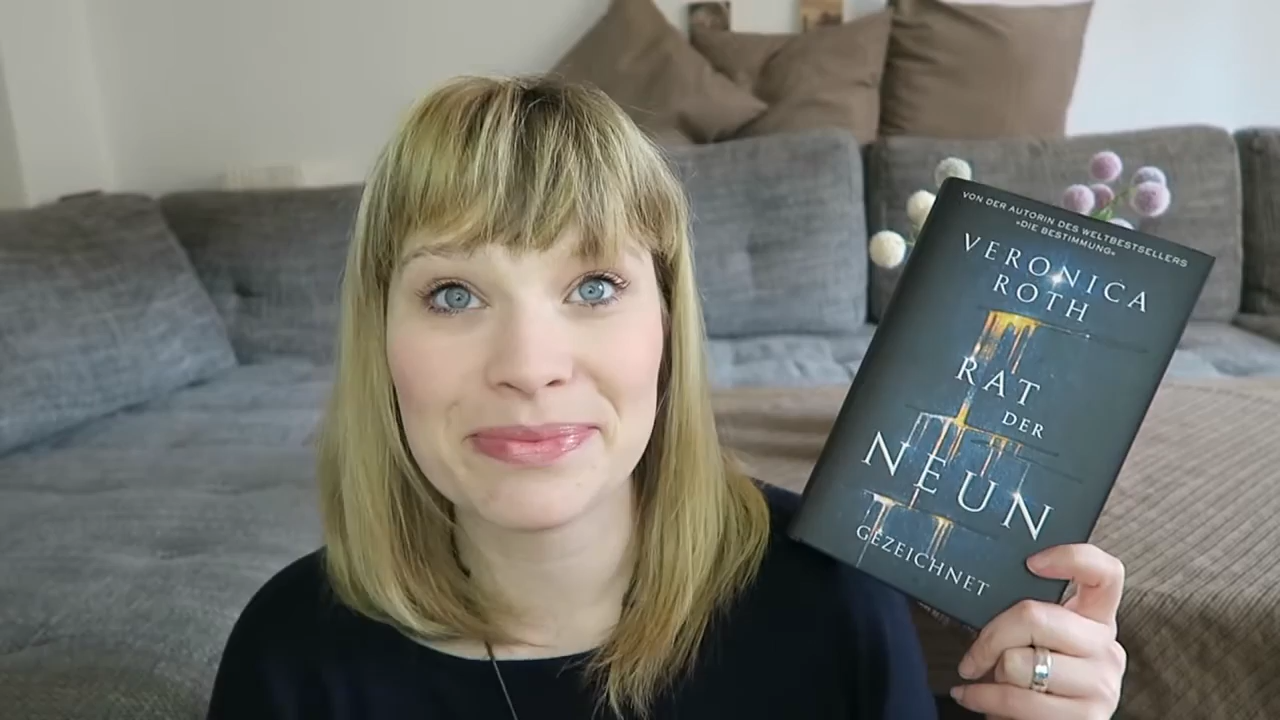 VON DER AUTORIN DES WELTBESTSELLERS
»DIE BESTIMMUNG«
VERONICA
ROTH
RAT
DER
NEUN
GEZEICHNET